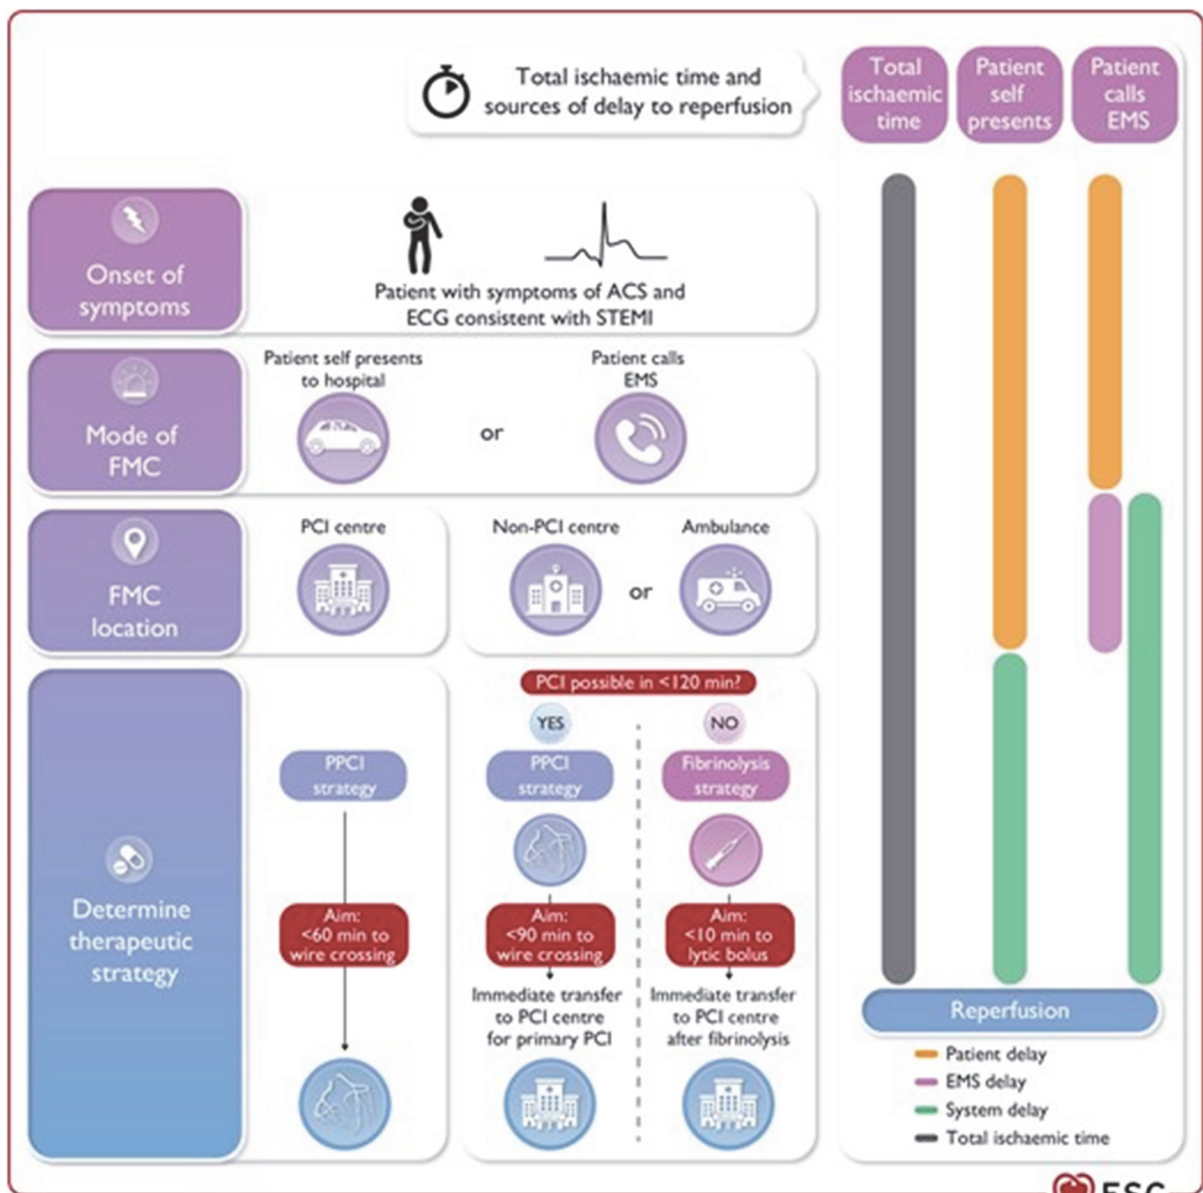 Total ischaemic time and
sources of delay to reperfusion
Total
ischaemic
time
Patient
self
presents
Patient
calls
EMS
Onset of
symptoms
Patient with symptoms of ACS and
ECG consistent with STEMI
Mode of
FMC
Patient self presents
to hospital
or
Patient calls
EMS
FMC
location
PCI centre
Non-PCI centre
or
Ambulance
Determine
therapeutic
strategy
PPCI
strategy
Aim:
<60 min to
wire crossing
PCI possible in <120 min?
YES
NO
PPCI
strategy
Aim:
<90 min to
wire crossing
Immediate transfer
to PCI centre
for primary PCI
Fibrinolysis
strategy
Aim:
<10 min to
lytic bolus
Immediate transfer
to PCI centre
after fibrinolysis
Reperfusion
Patient delay
EMS delay
System delay
Total ischaemic time
ESC